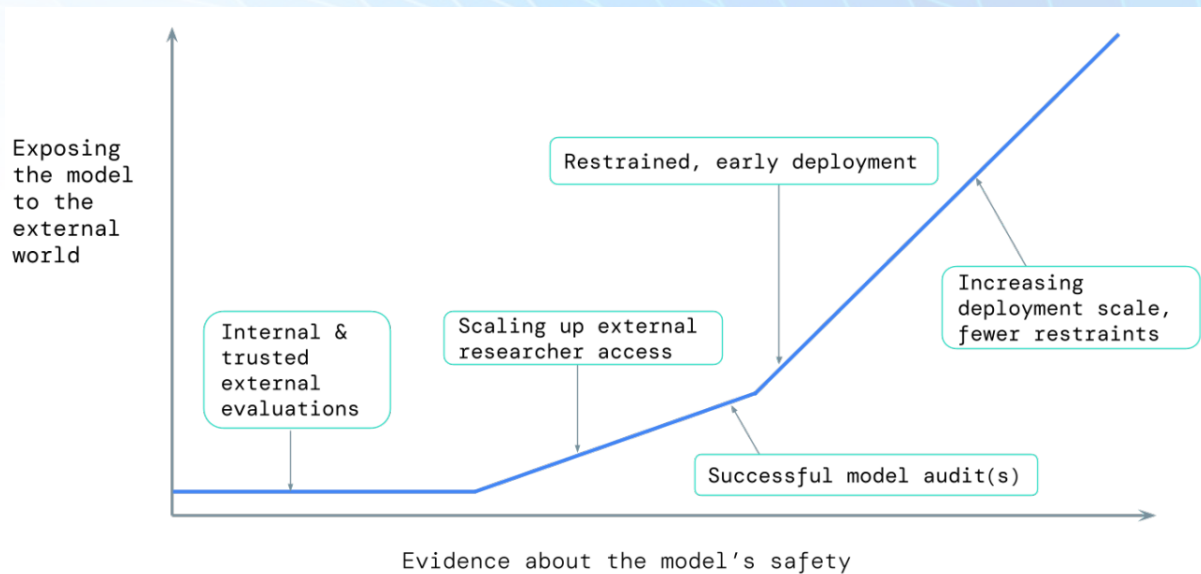 Exposing
the model
to the
external
world
Restrained, early deployment
Increasing
deployment scale,
fewer restraints
Scaling up external
researcher access
Internal &
trusted
external
evaluations
Successful model audit(s)
Evidence about the model's safety